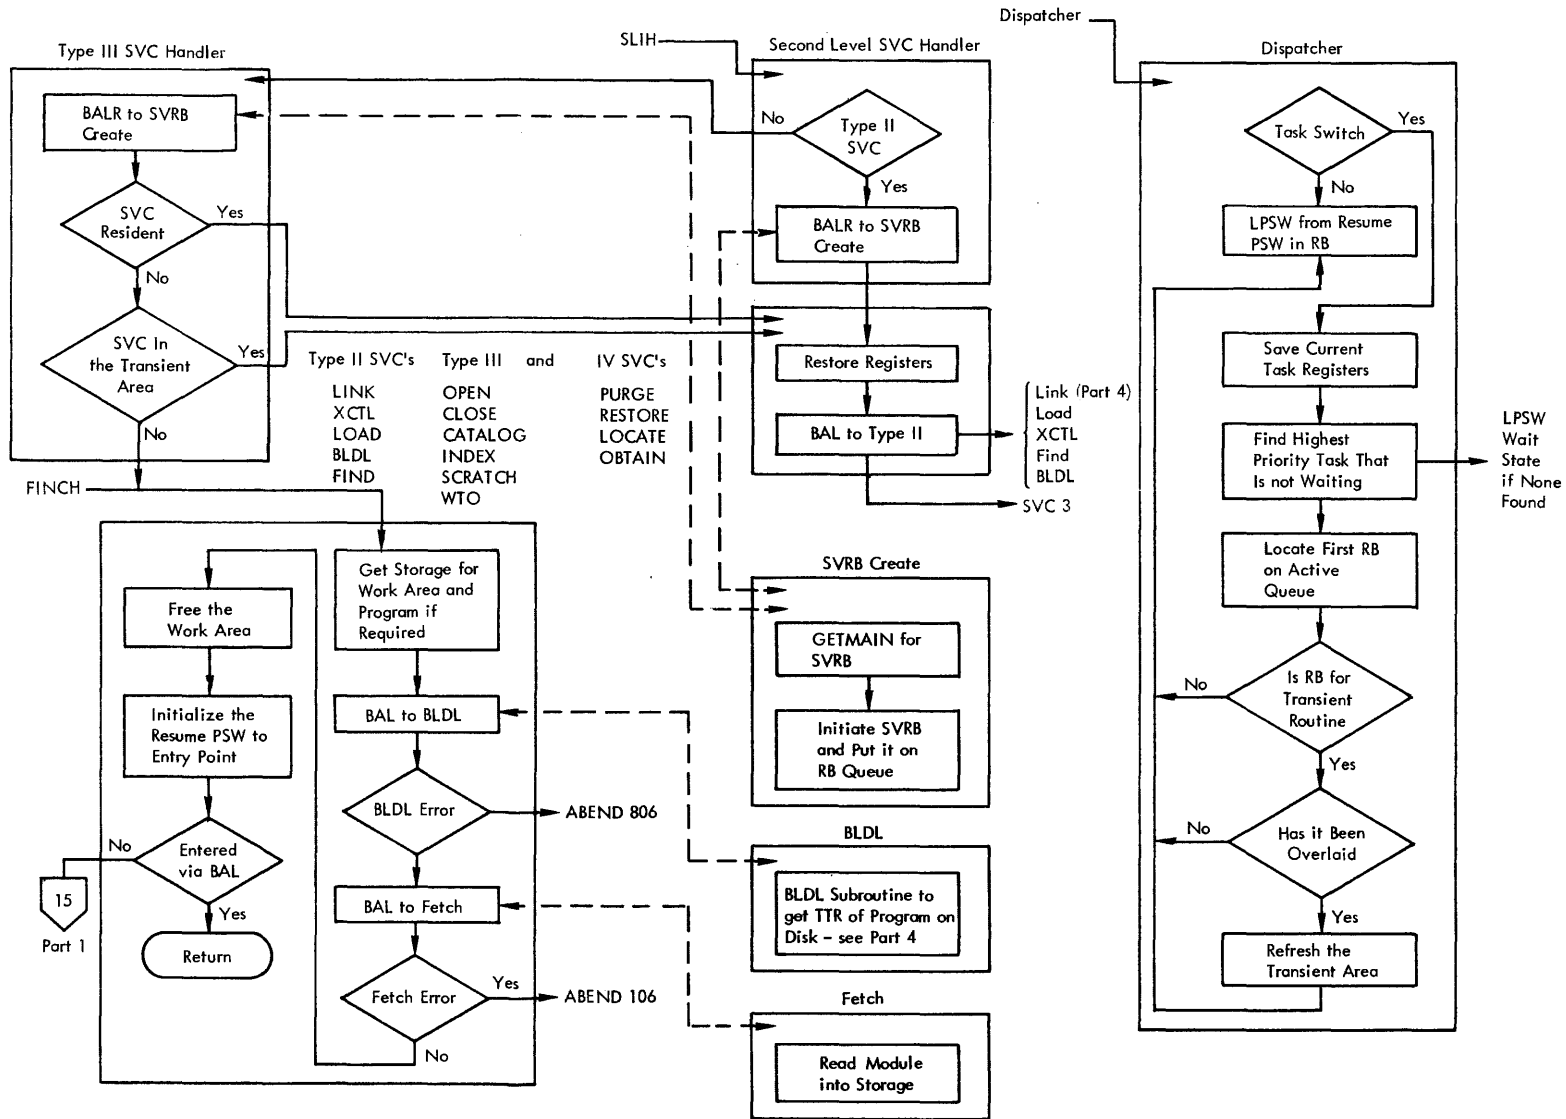 Dispatcher
SLIH
Type III SVC Handler
Second Level SVC Handler
Dispatcher
BALR to SVRB
Create
No
Type II
SVC
Yes
Task Switch
Yes
No
SVC
Resident
Yes
No
BALR to SVRB
Create
LPSW from Resume
PSW in RB
SVC In
the Transient
Area
Yes
No
Type II SVC's
LINK
XCTL
LOAD
BLDL
FIND
Type III and IV SVC's
OPEN
CLOSE
CATALOG
INDEX
SCRATCH
WTO
PURGE
RESTORE
LOCATE
OBTAIN
Restore Registers
BAL to Type II
Link (Part 4)
Load
XCTL
Find
BLDL
SVC 3
Save Current
Task Registers
Find Highest
Priority Task That
Is not Waiting
LPSW
Wait
State
if None
Found
FINCH
Free the
Work Area
Get Storage for
Work Area and
Program if
Required
SVRB Create
GETMAIN for
SVRB
Initiate SVRB
and Put it on
RB Queue
Locate First RB
on Active
Queue
Initialize the
Resume PSW to
Entry Point
BAL to BLDL
No
Is RB for
Transient
Routine
Yes
BLDL Error
ABEND 806
No
Entered
via BAL
Yes
15
Part 1
Return
BLDL
BLDL Subroutine to
get TTR of Program on
Disk - see Part 4
No
Has it Been
Overlaid
Yes
BAL to Fetch
Fetch Error
Yes
ABEND 106
No
Fetch
Read Module
into Storage
Refresh the
Transient Area